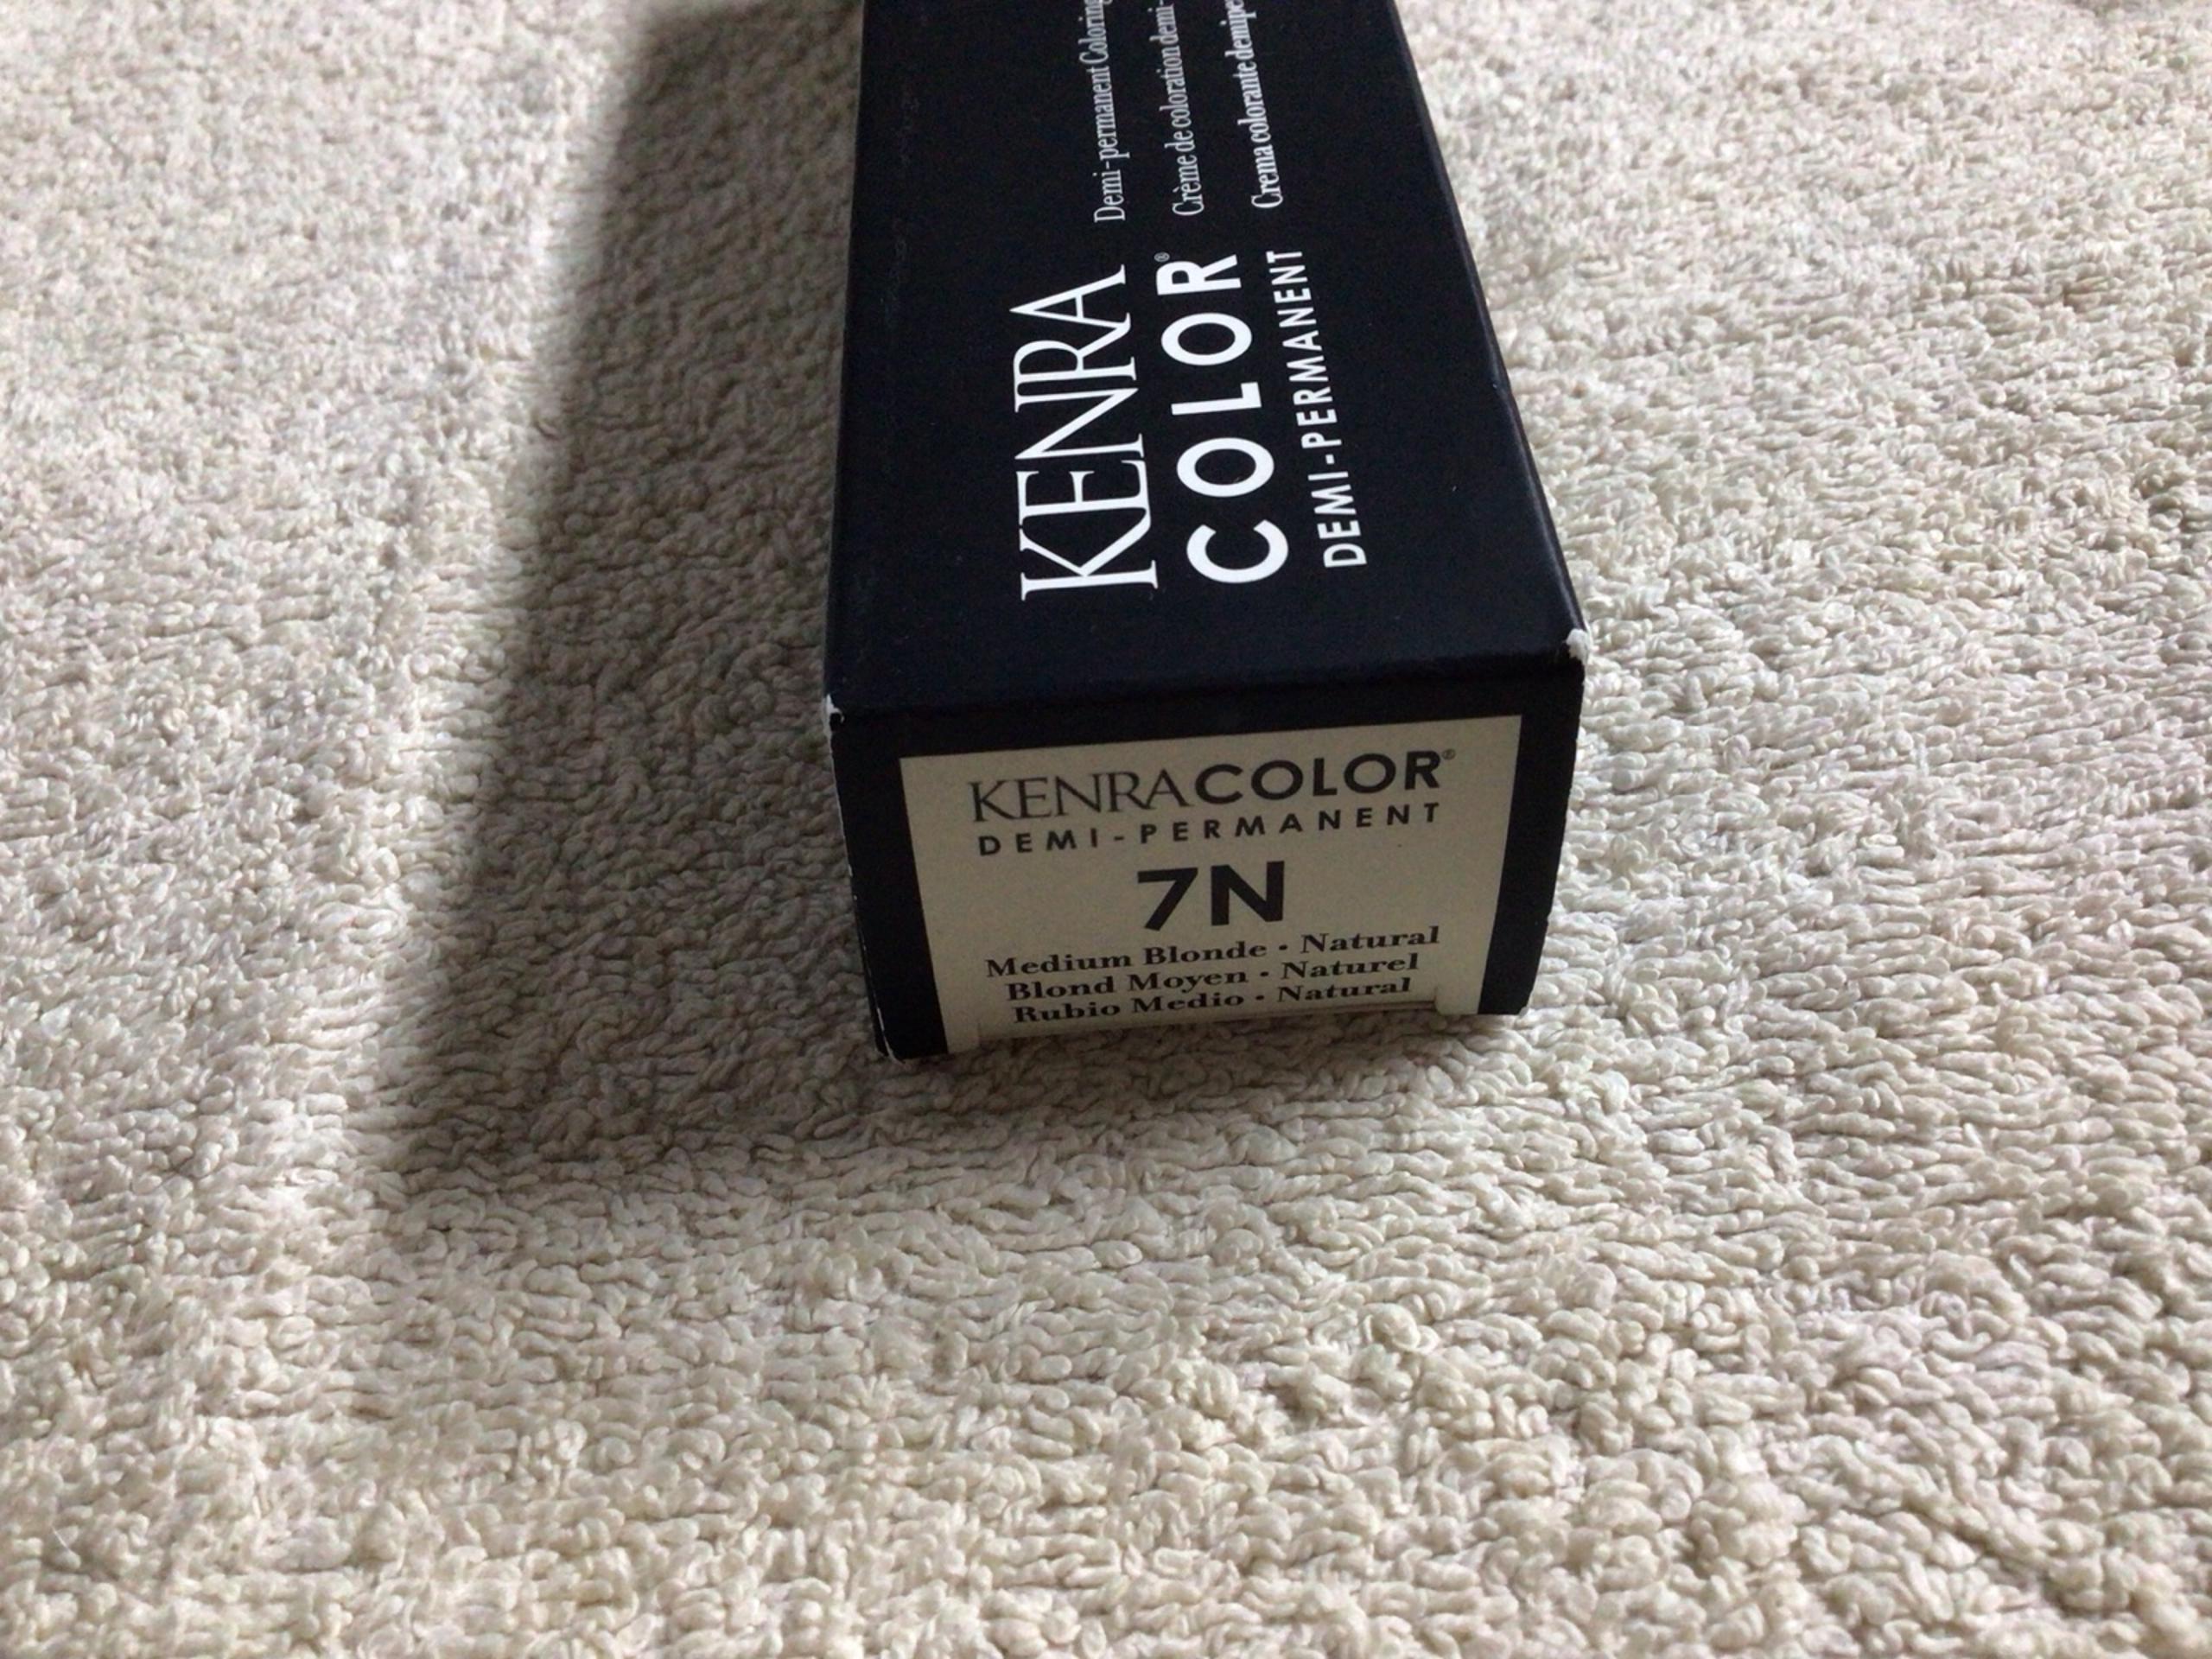 KENRA
COLOR®
DEMI-PERMANENT
Demi-permanent Coloring
Crème de coloration demi-
Crema colorante
KENRACOLOR®
DEMI-PERMANENT
7N
Medium Blonde • Natural
Blond Moyen • Naturel
Rubio Medio • Natural